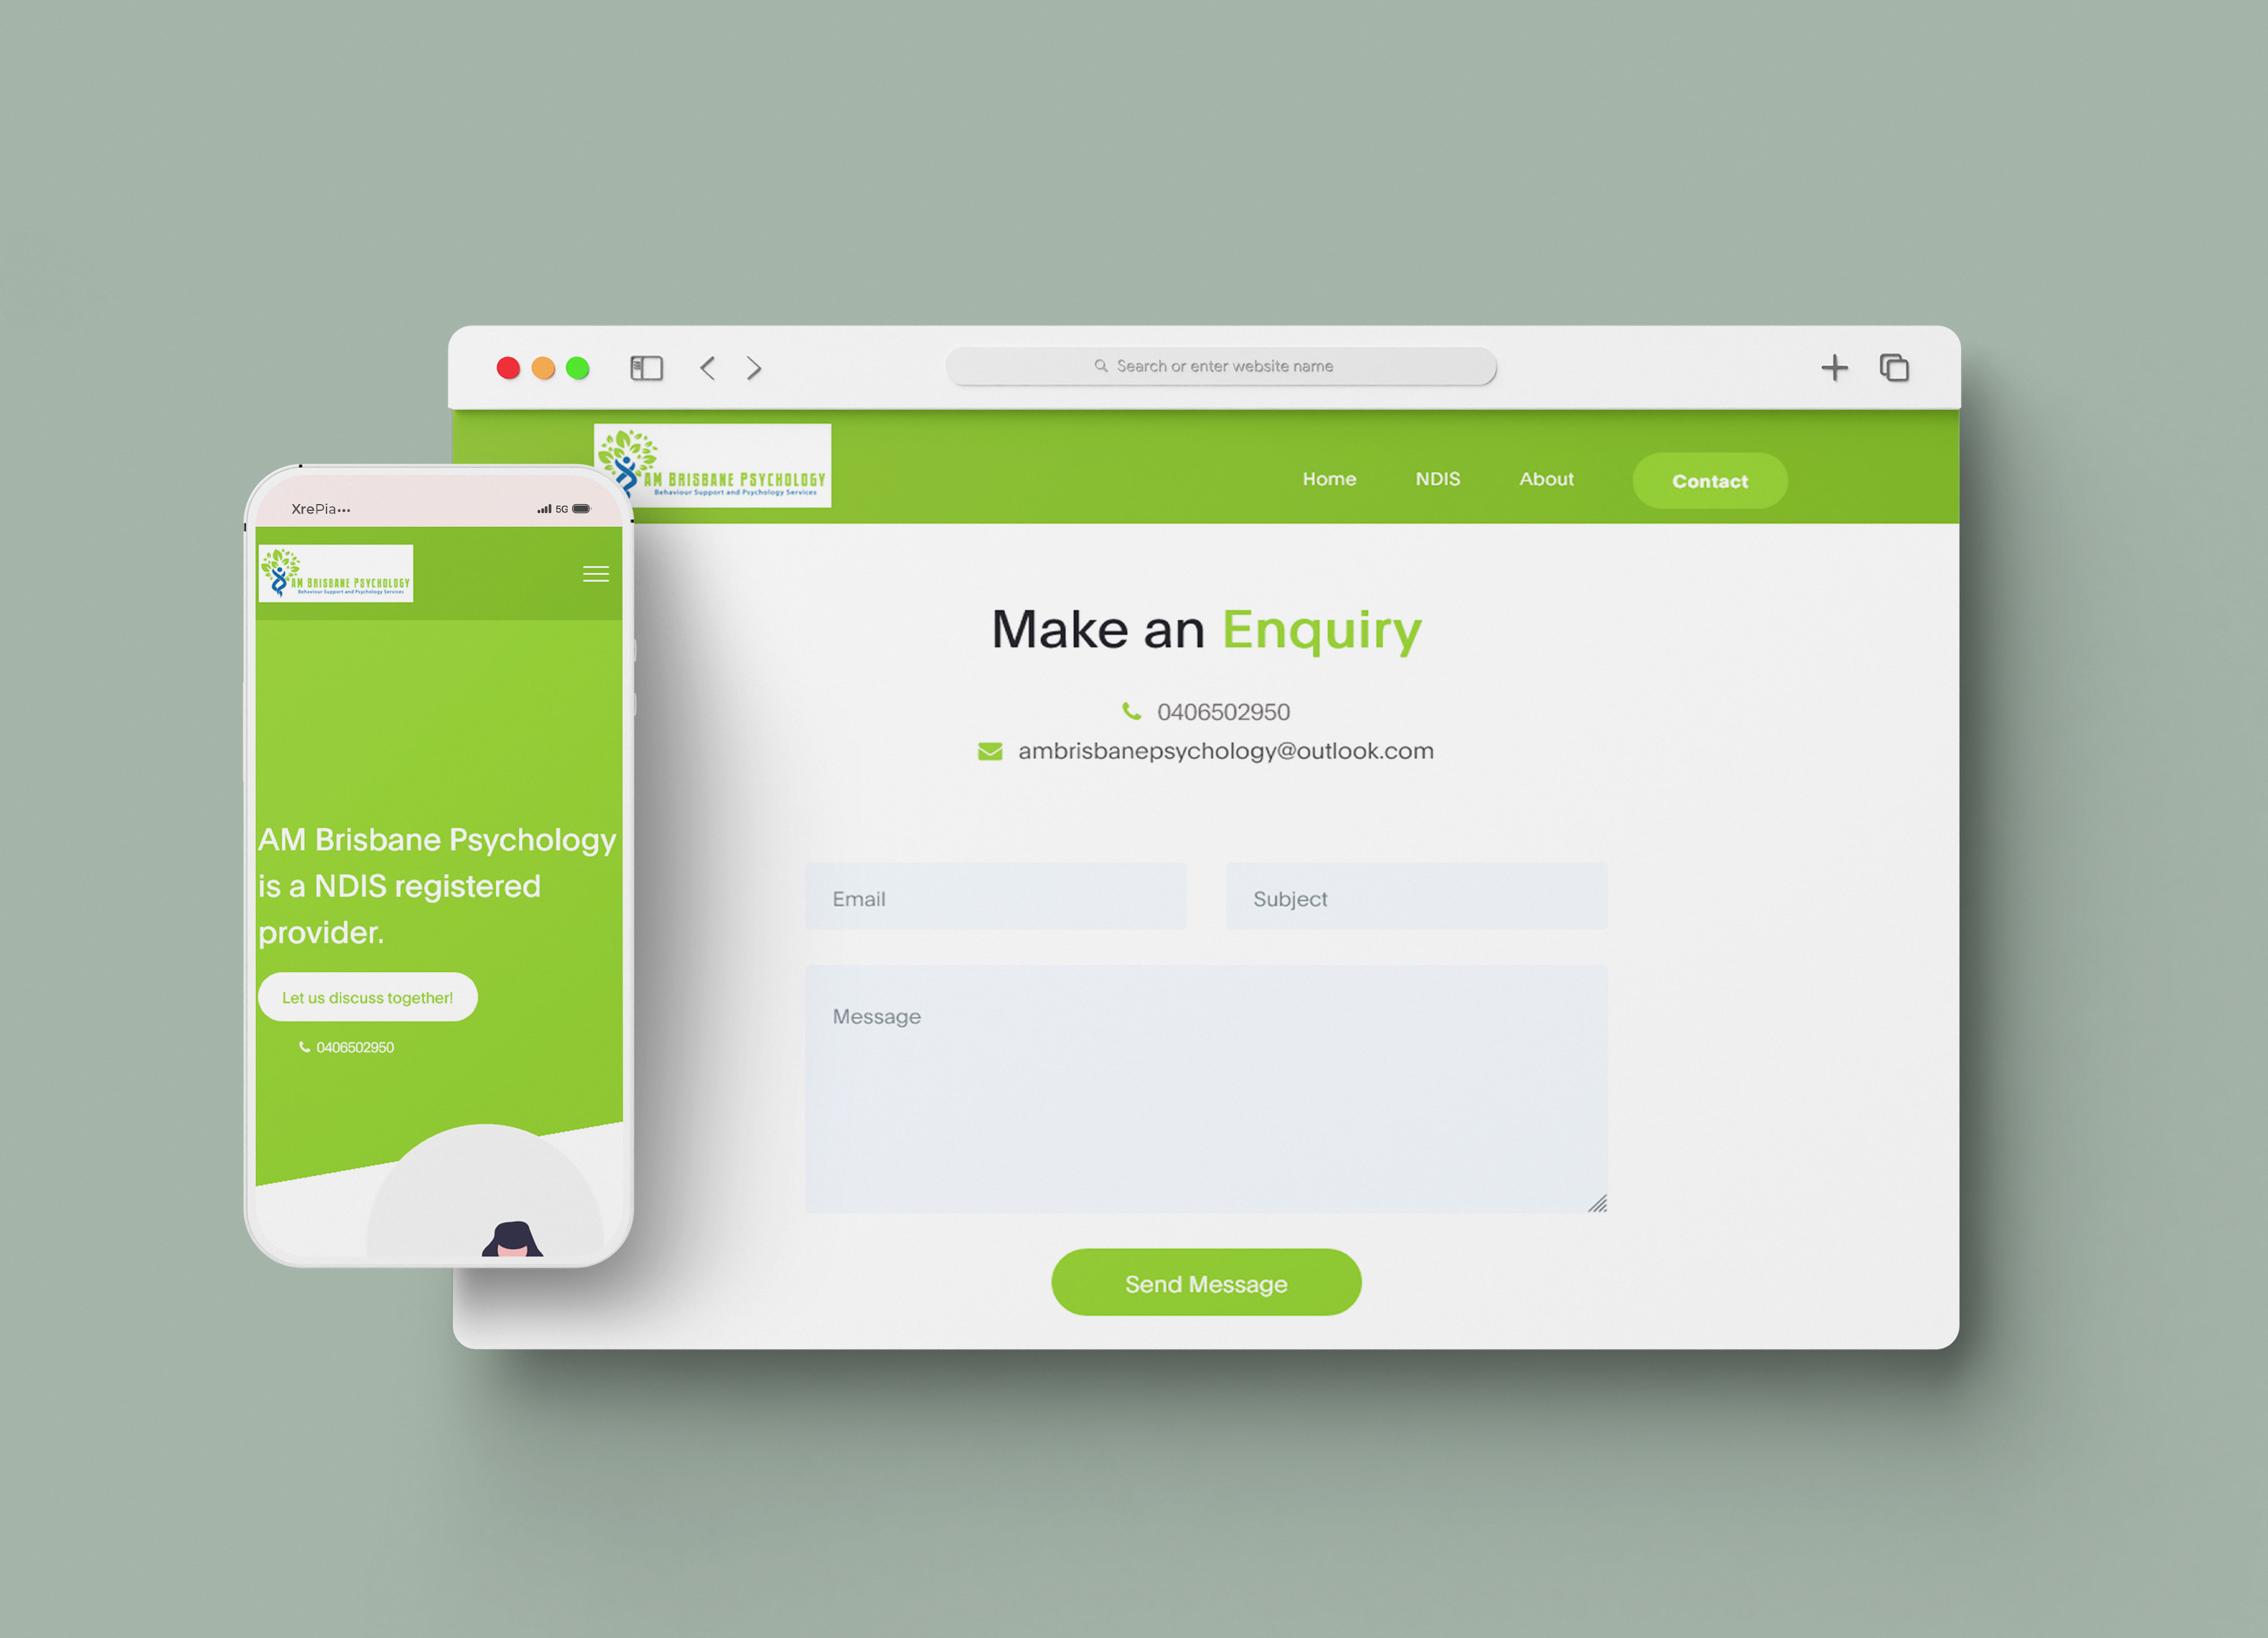 Search or enter website name
AM BRISBANE PSYCHOLOGY
Behaviour Support and Psychology Services
Home
NDIS
About
Contact
Make an Enquiry
0406502950
ambrisbanepsychology@outlook.com
Email
Subject
Message
Send Message
XrePia•••
5G
AM BRISBANE PSYCHOLOGY
Behaviour Support and Psychology Services
AM Brisbane Psychology
is a NDIS registered
provider.
Let us discuss together!
0406502950